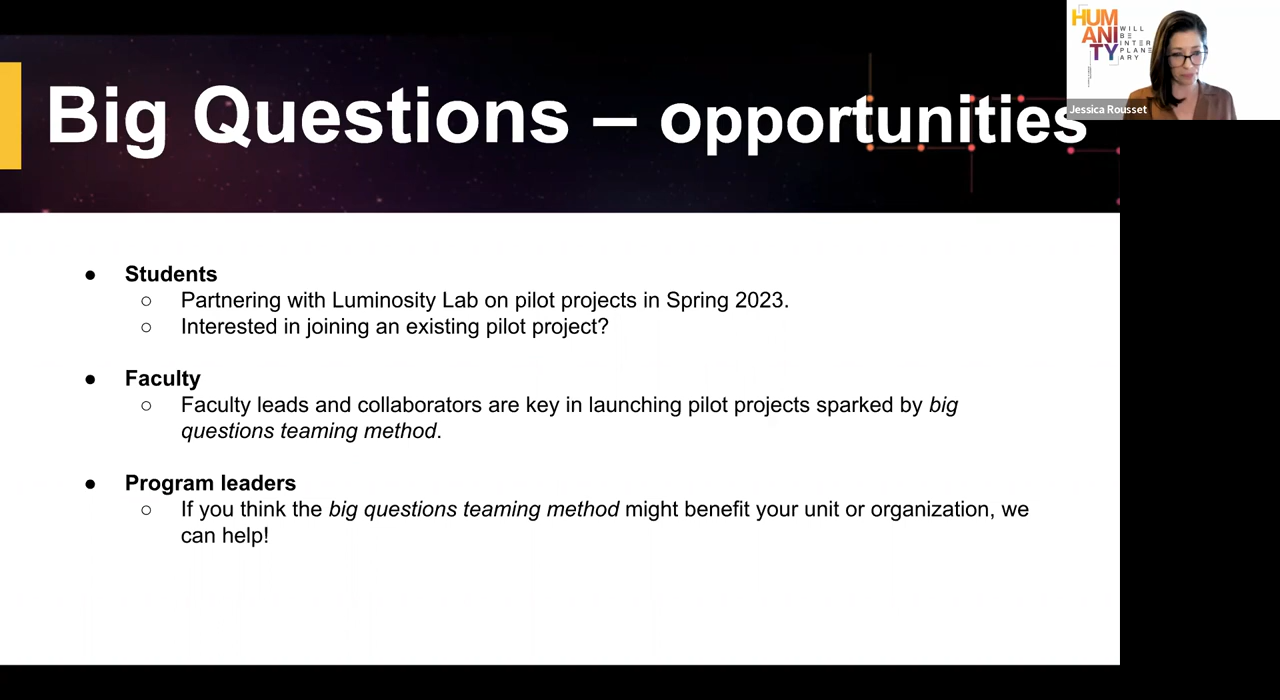 Big Questions – opportunities
HUM
ANI
TY
WILL
BE
INTER
PLANE
ARY
Jessica Rousset
● Students
○ Partnering with Luminosity Lab on pilot projects in Spring 2023.
○ Interested in joining an existing pilot project?
● Faculty
○ Faculty leads and collaborators are key in launching pilot projects sparked by big
questions teaming method.
● Program leaders
○ If you think the big questions teaming method might benefit your unit or organization, we
can help!